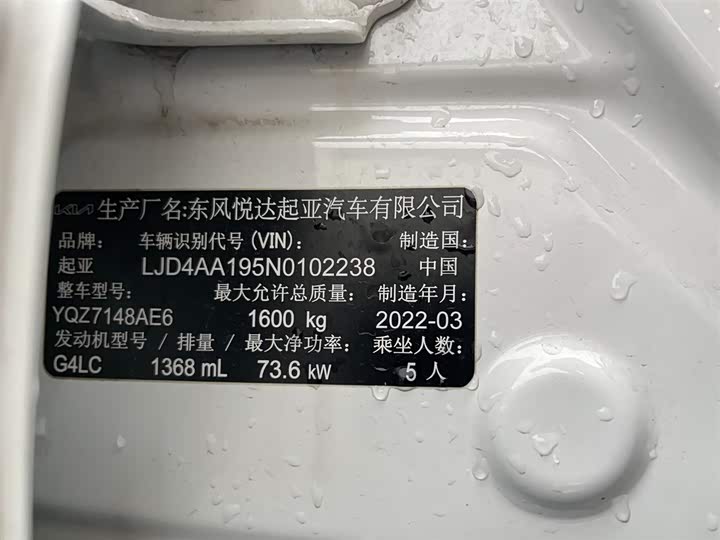 KIA 生产厂名:东风悦达起亚汽车有限公司
品牌: 车辆识别代号(VIN): 制造国:
起亚 LJD4AA195N0102238 中国
整车型号: 最大允许总质量: 制造年月:
YQZ7148AE6 1600 kg 2022-03
发动机型号 / 排量 / 最大净功率: 乘坐人数:
G4LC 1368 mL 73.6 kW 5 人